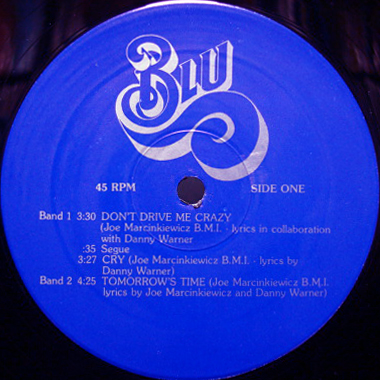 BLU
45 RPM SIDE ONE
Band 1 3:30 DON'T DRIVE ME CRAZY
(Joe Marcinkiewicz B.M.I. - lyrics in collaboration
with Danny Warner
:35 Segue
3:27 CRY (Joe Marcinkiewicz B.M.I. - lyrics by
Danny Warner)
Band 2 4:25 TOMORROW'S TIME (Joe Marcinkiewicz B.M.I.
lyrics by Joe Marcinkiewicz and Danny Warner)